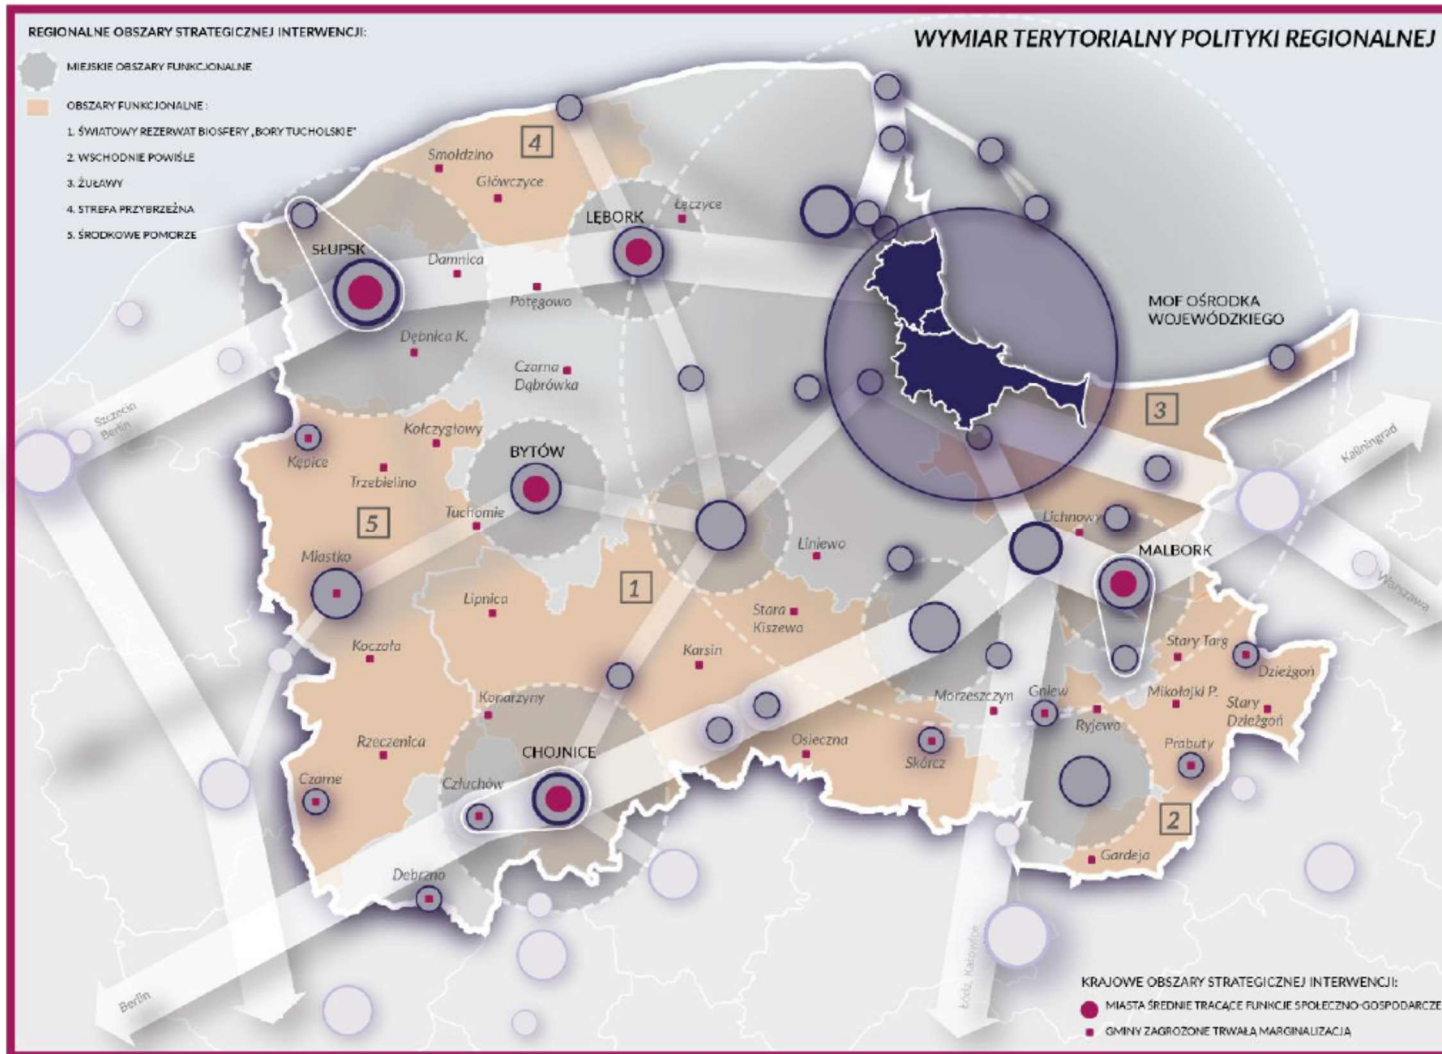 REGIONALNE OBSZARY STRATEGICZNEJ INTERWENCJI:
WYMIAR TERYTORIALNY POLITYKI REGIONALNEJ
MIEJSKIE OBSZARY FUNKCJONALNE
OBSZARY FUNKCJONALNE :
1. ŚWIATOWY REZERWAT BIOSFERY „BORY TUCHOLSKIE"
2. WSCHODNIE POWIŚLE
3. ŻUŁAWY
4. STREFA PRZYBRZEŻNA
5. ŚRODKOWE POMORZE
4
Smołdzino
Główczyce
Łęczyce
LĘBORK
SŁUPSK
Damnica
Potęgowo
MOF OŚRODKA
WOJEWÓDZKIEGO
Dębnica K.
Czarna
Dąbrówka
3
Szczecin
Berlin
Kaliningrad
Kołczygłowy
Kępice
BYTÓW
Trzebielino
Tuchomie
5
Lichnowy
Liniewo
MALBORK
Miastko
1
Warszawa
Lipnica
Stara
Kiszewa
Koczała
Karsin
Stary Targ
Dzieżgoń
Konarzyny
Morzeszczyn
Gniew
Mikołajki P.
Ryjewo
Stary
Dzieżgoń
Rzeczenica
CHOJNICE
Osieczna
Skórcz
Prabuty
Czarne
Człuchów
2
Gardeja
Debrzno
Berlin
Łódź, Katowice
KRAJOWE OBSZARY STRATEGICZNEJ INTERWENCJI:
MIASTA ŚREDNIE TRACĄCE FUNKCJE SPOŁECZNO-GOSPODARCZE
GMINY ZAGROŻONE TRWAŁĄ MARGINALIZACJĄ